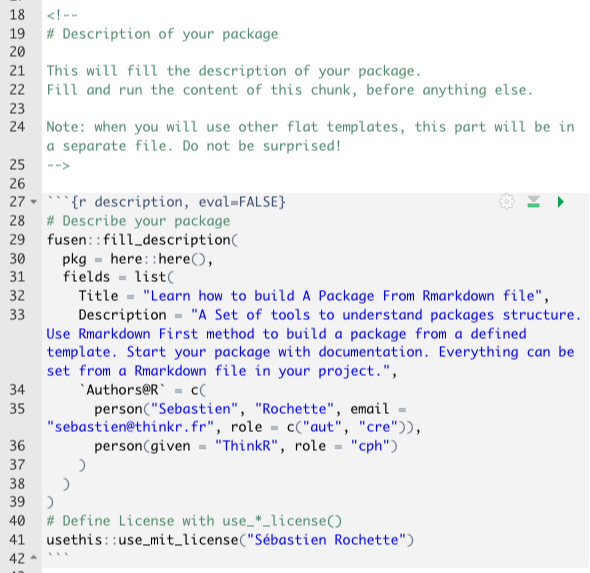 18 <!--
19 # Description of your package
20
21 This will fill the description of your package.
22 Fill and run the content of this chunk, before anything else.
23
24 Note: when you will use other flat templates, this part will be in
a separate file. Do not be surprised!
25 -->
26
27 ```{r description, eval=FALSE}
28 # Describe your package
29 fusen::fill_description(
30   pkg = here::here(),
31   fields = list(
32     Title = "Learn how to build A Package From Rmarkdown file",
33     Description = "A Set of tools to understand packages structure.
Use Rmarkdown First method to build a package from a defined
template. Start your package with documentation. Everything can be
set from a Rmarkdown file in your project.",
34     `Authors@R` = c(
35       person("Sebastien", "Rochette", email =
"sebastien@thinkr.fr", role = c("aut", "cre")),
36       person(given = "ThinkR", role = "cph")
37     )
38   )
39 )
40 # Define License with use_*_license()
41 usethis::use_mit_license("Sébastien Rochette")
42 ```